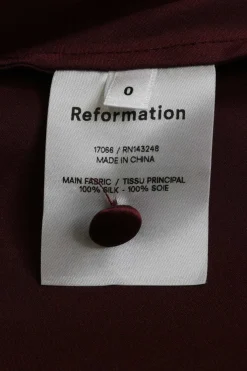 0
Reformation
17066 / RN143248
MADE IN CHINA
MAIN FABRIC / TISSU PRINCIPAL
100% SILK - 100% SOIE